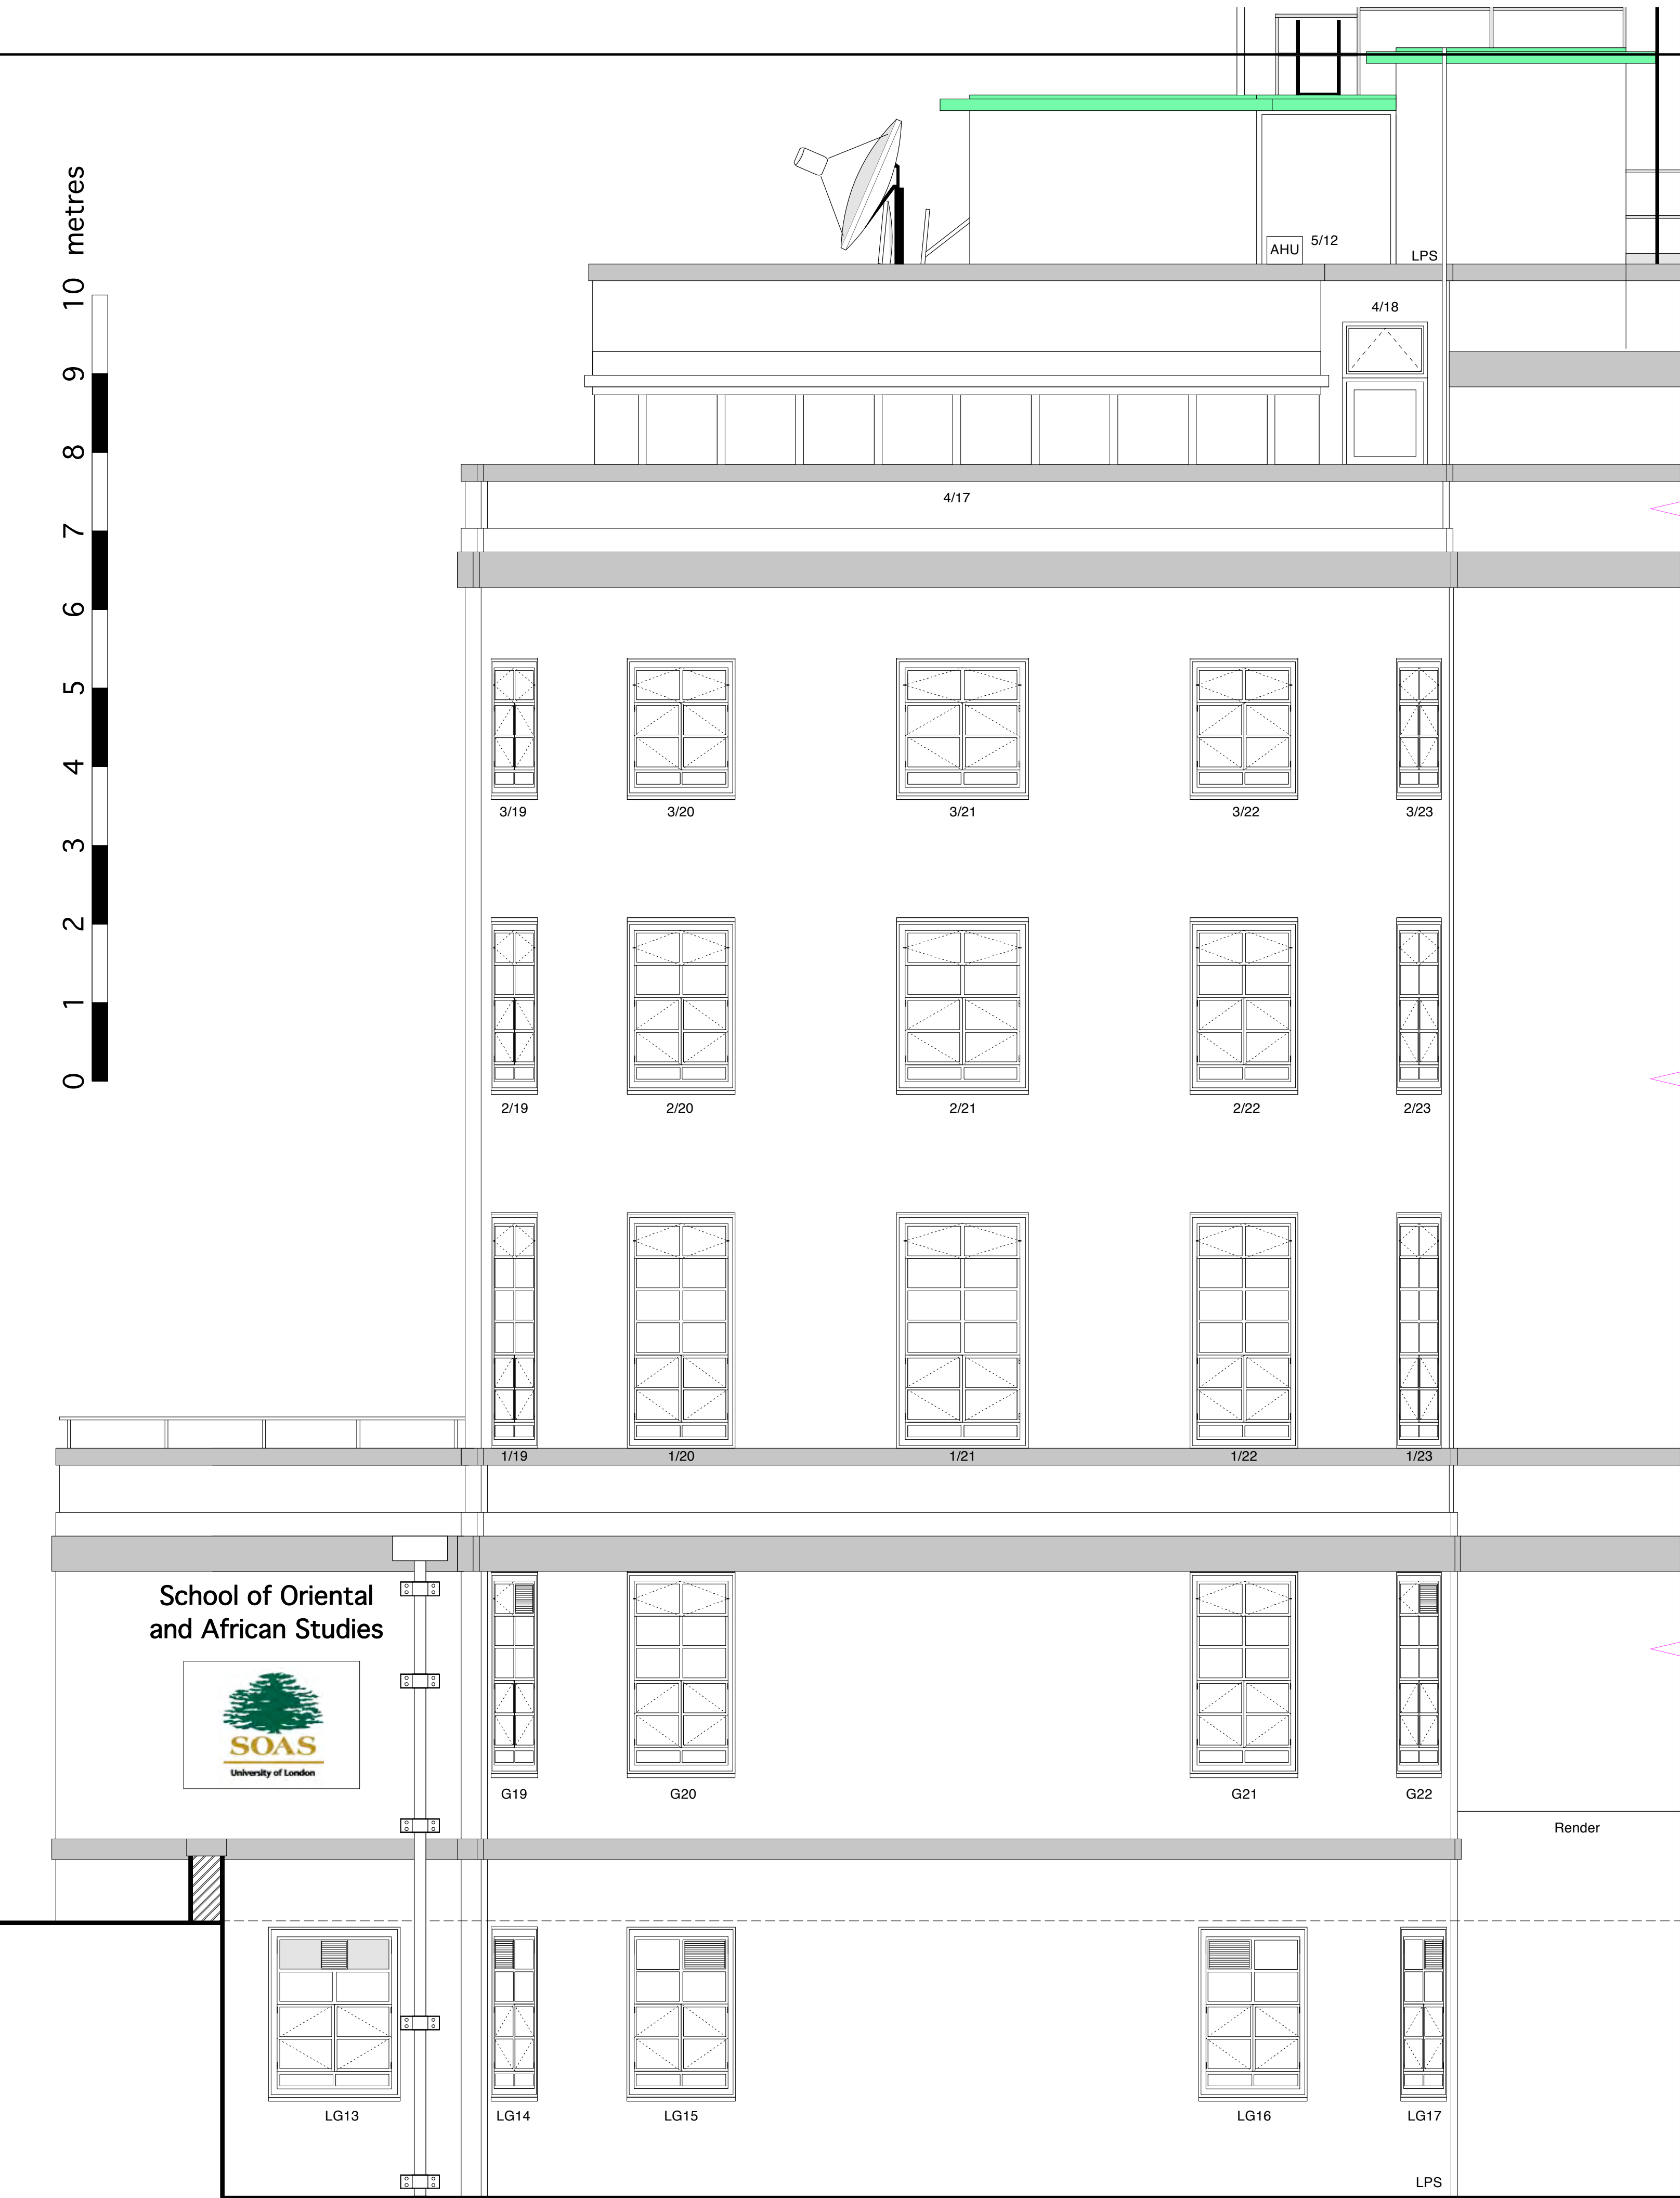 metres
10
9
8
7
6
5
4
3
2
1
0
AHU 5/12
LPS
4/18
4/17
3/19 3/20 3/21 3/22 3/23
2/19 2/20 2/21 2/22 2/23
1/19 1/20 1/21 1/22 1/23
School of Oriental
and African Studies
SOAS
University of London
G19 G20 G21 G22
Render
LG13 LG14 LG15 LG16 LG17
LPS